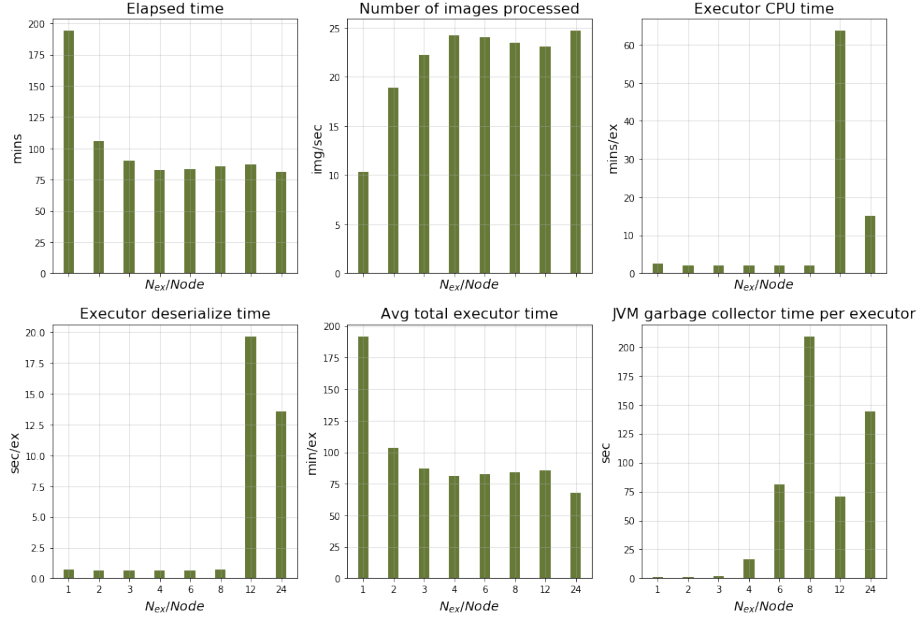 Elapsed time
mins
200
175
150
125
100
75
50
25
0
N_ex/Node
Number of images processed
img/sec
25
20
15
10
5
0
N_ex/Node
Executor CPU time
mins/ex
60
50
40
30
20
10
0
N_ex/Node
Executor deserialize time
sec/ex
20.0
17.5
15.0
12.5
10.0
7.5
5.0
2.5
0.0
1 2 3 4 6 8 12 24
N_ex/Node
Avg total executor time
min/ex
200
175
150
125
100
75
50
25
0
1 2 3 4 6 8 12 24
N_ex/Node
JVM garbage collector time per executor
sec
200
175
150
125
100
75
50
25
0
1 2 3 4 6 8 12 24
N_ex/Node